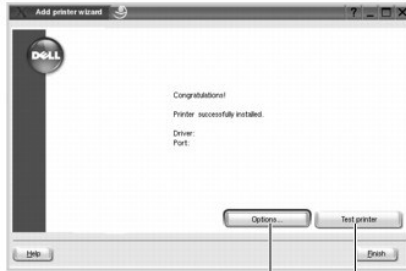 Add printer wizard
DELL
Congratulations!
Printer successfully installed.
Driver:
Port:
Options...
Test printer
Help
Finish